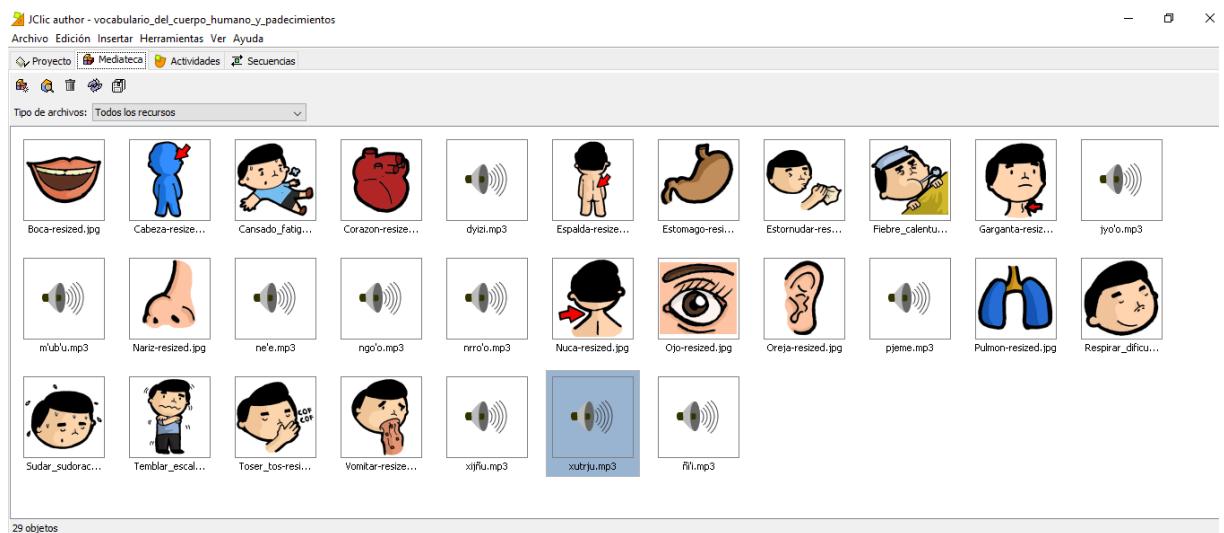 JClic author - vocabulario_del_cuerpo_humano_y_padecimientos
Archivo Edición Insertar Herramientas Ver Ayuda
Proyecto Mediateca Actividades Secuencias
Tipo de archivos: Todos los recursos
Boca-resized.jpg Cabeza-resize... Cansado_fatig... Corazon-resize... dyizi.mp3 Espalda-resize... Estomago-resi... Estornudar-res... Fiebre_calentu... Garganta-resiz... jyo'o.mp3
m'ub'u.mp3 Nariz-resized.jpg ne'e.mp3 ngo'o.mp3 nrro'o.mp3 Nuca-resized.jpg Ojo-resized.jpg Oreja-resized.jpg pjeme.mp3 Pulmon-resized.jpg Respirar_dificu...
COF
COF
Sudar_sudorac... Temblar_escal... Toser_tos-resi... Vomitar-resize... xijñu.mp3 xutrju.mp3 ñi'i.mp3
29 objetos